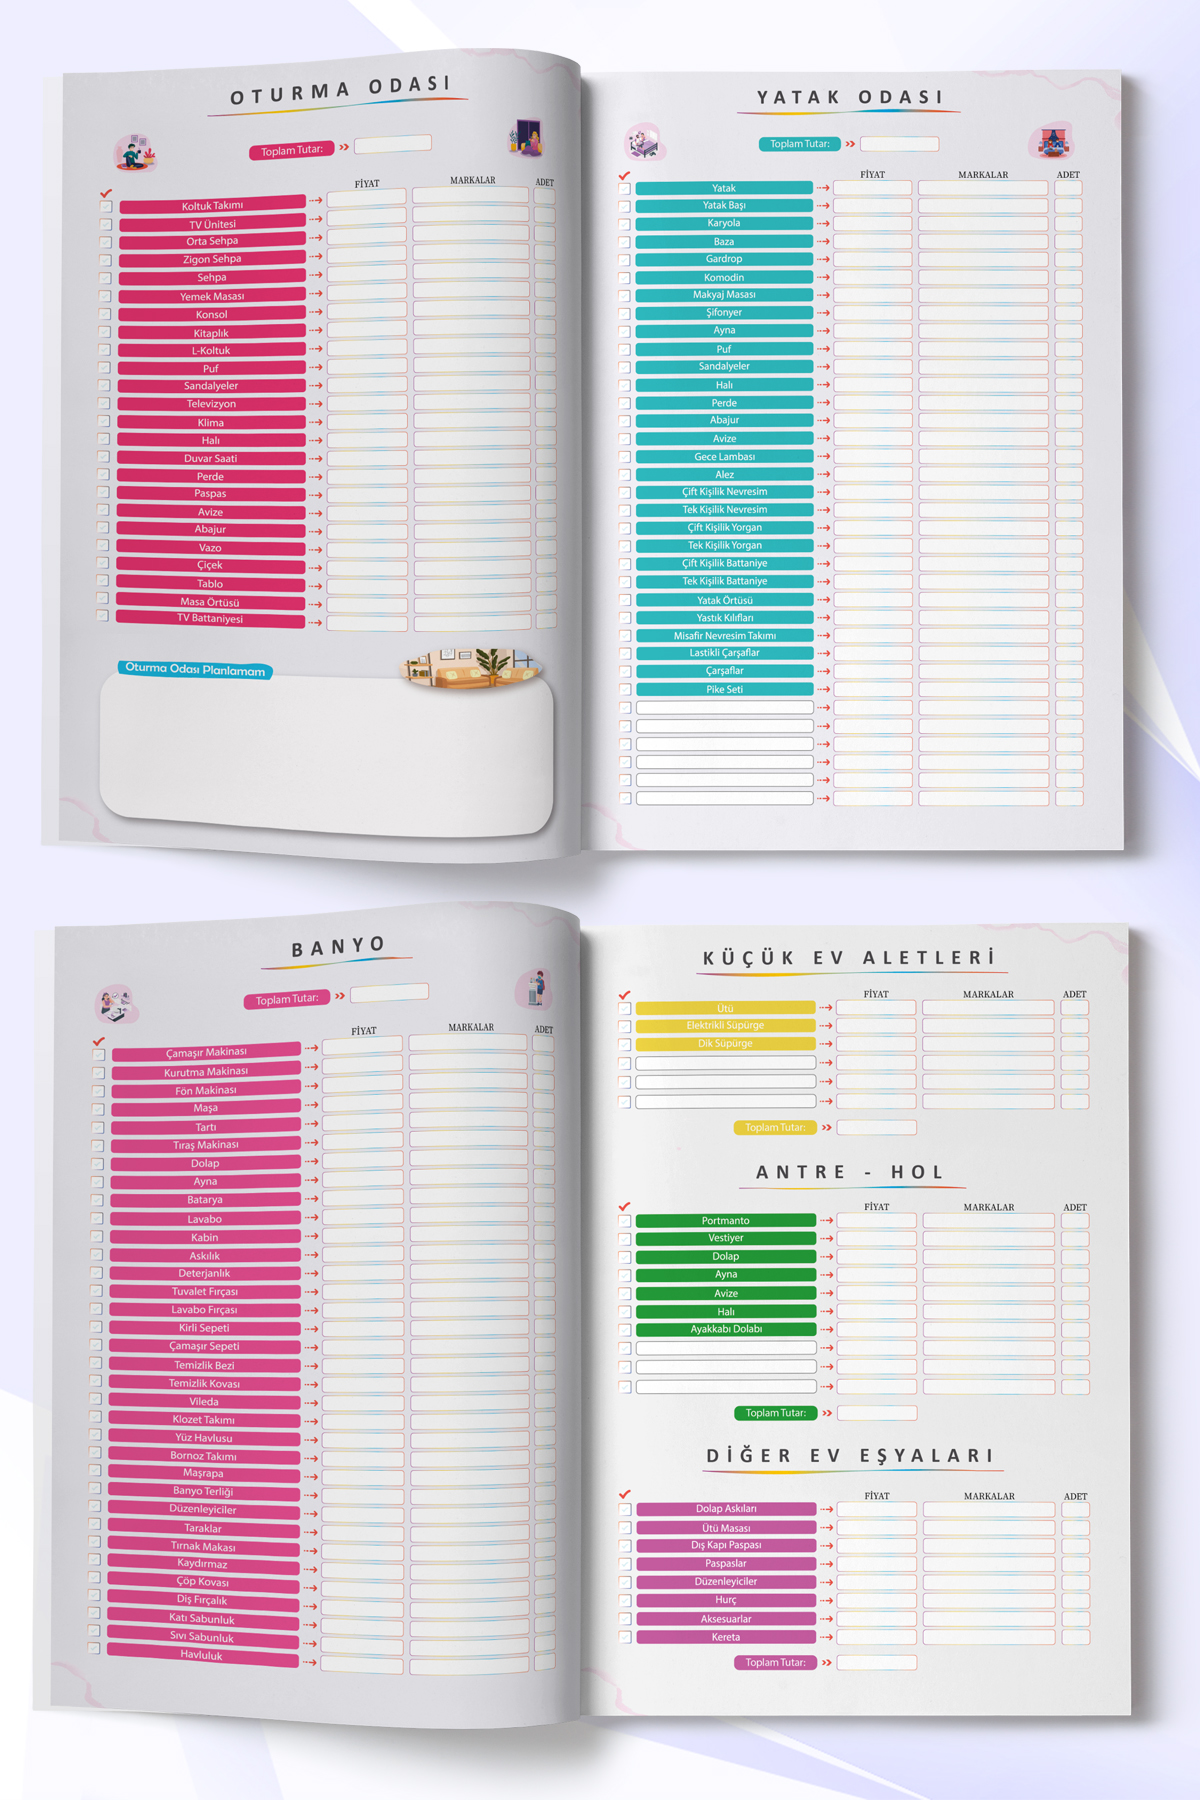 OTURMA ODASI
Toplam Tutar:
FİYAT MARKALAR ADET
Koltuk Takımı
TV Ünitesi
Orta Sehpa
Zigon Sehpa
Sehpa
Yemek Masası
Konsol
Kitaplık
L-Koltuk
Puf
Sandalyeler
Televizyon
Klima
Halı
Duvar Saati
Perde
Paspas
Avize
Abajur
Vazo
Çiçek
Tablo
Masa Örtüsü
TV Battaniyesi
Oturma Odası Planlamam
YATAK ODASI
Toplam Tutar:
FİYAT MARKALAR ADET
Yatak
Yatak Başı
Karyola
Baza
Gardrop
Komodin
Makyaj Masası
Şifonyer
Ayna
Puf
Sandalyeler
Halı
Perde
Abajur
Avize
Gece Lambası
Alez
Çift Kişilik Nevresim
Tek Kişilik Nevresim
Çift Kişilik Yorgan
Tek Kişilik Yorgan
Çift Kişilik Battaniye
Tek Kişilik Battaniye
Yatak Örtüsü
Yastık Kılıfları
Misafir Nevresim Takımı
Lastikli Çarşaflar
Çarşaflar
Pike Seti
BANYO
Toplam Tutar:
FİYAT MARKALAR ADET
Çamaşır Makinası
Kurutma Makinası
Fön Makinası
Maşa
Tartı
Tıraş Makinası
Dolap
Ayna
Batarya
Lavabo
Kabin
Askılık
Deterjanlık
Tuvalet Fırçası
Lavabo Fırçası
Kirli Sepeti
Çamaşır Sepeti
Temizlik Bezi
Temizlik Kovası
Vileda
Klozet Takımı
Yüz Havlusu
Bornoz Takımı
Maşrapa
Banyo Terliği
Düzenleyiciler
Taraklar
Tırnak Makası
Kaydırmaz
Çöp Kovası
Diş Fırçalık
Katı Sabunluk
Sıvı Sabunluk
Havluluk
KÜÇÜK EV ALETLERİ
FİYAT MARKALAR ADET
Ütü
Elektrikli Süpürge
Dik Süpürge
Toplam Tutar:
ANTRE - HOL
FİYAT MARKALAR ADET
Portmanto
Vestiyer
Dolap
Ayna
Avize
Halı
Ayakkabı Dolabı
Toplam Tutar:
DİĞER EV EŞYALARI
FİYAT MARKALAR ADET
Dolap Askıları
Ütü Masası
Dış Kapı Paspası
Paspaslar
Düzenleyiciler
Hurç
Aksesuarlar
Kereta
Toplam Tutar: